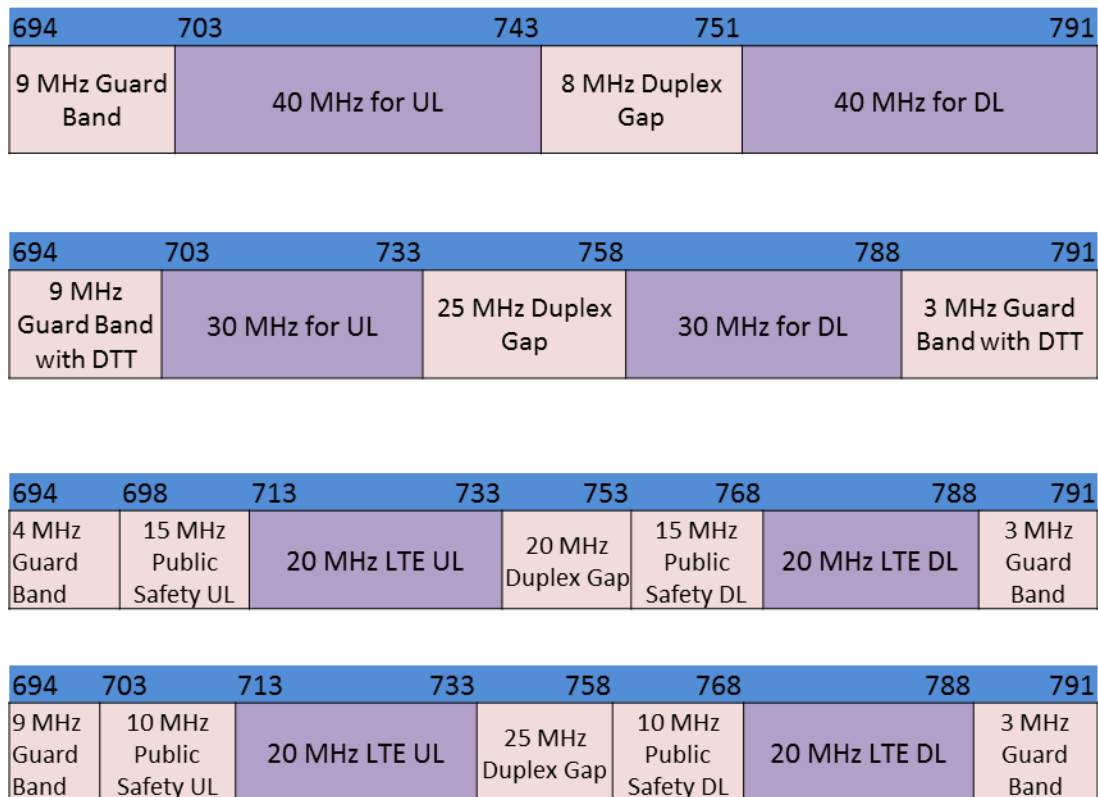 694 703 743 751 791
9 MHz Guard
Band
40 MHz for UL
8 MHz Duplex
Gap
40 MHz for DL
694 703 733 758 788 791
9 MHz
Guard Band
with DTT
30 MHz for UL
25 MHz Duplex
Gap
30 MHz for DL
3 MHz Guard
Band with DTT
694 698 713 733 753 768 788 791
4 MHz
Guard
Band
15 MHz
Public
Safety UL
20 MHz LTE UL
20 MHz
Duplex Gap
15 MHz
Public
Safety DL
20 MHz LTE DL
3 MHz
Guard
Band
694 703 713 733 758 768 788 791
9 MHz
Guard
Band
10 MHz
Public
Safety UL
20 MHz LTE UL
25 MHz
Duplex Gap
10 MHz
Public
Safety DL
20 MHz LTE DL
3 MHz
Guard
Band